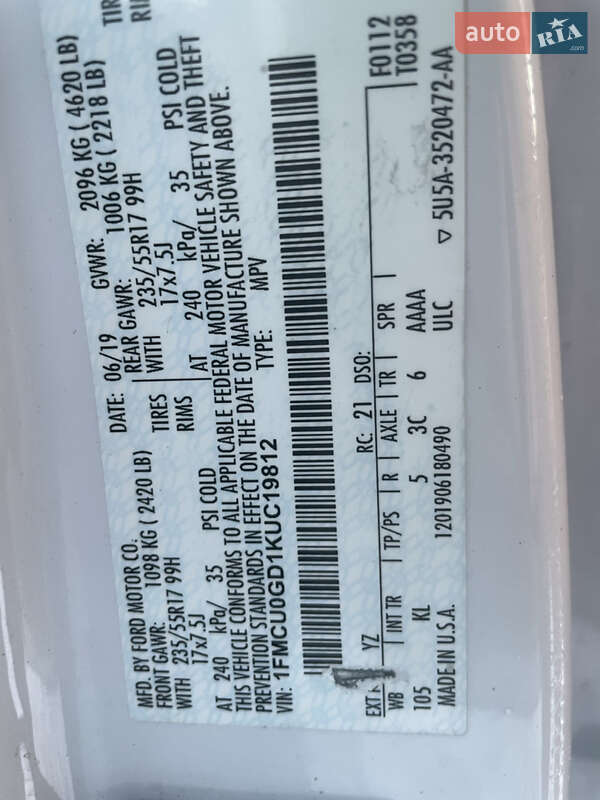 auto RIA.com
MFD. BY FORD MOTOR CO. DATE: 06/19 GVWR: 2096 KG ( 4620 LB)
FRONT GAWR: 1098 KG ( 2420 LB) REAR GAWR: 1006 KG ( 2218 LB)
WITH 235/55R17 99H TIRES WITH 235/55R17 99H TIR
17x7.5J RIMS 17x7.5J RI
AT 240 kPa/ 35 PSI COLD AT 240 kPa/ 35 PSI COLD
THIS VEHICLE CONFORMS TO ALL APPLICABLE FEDERAL MOTOR VEHICLE SAFETY AND THEFT
PREVENTION STANDARDS IN EFFECT ON THE DATE OF MANUFACTURE SHOWN ABOVE.
VIN: 1FMCU0GD1KUC19812 TYPE: MPV
F0112
T0358
EXT YZ RC: 21 DSO:
WB INT TR TP/PS R AXLE TR SPR
105 KL 5 3C 6 AAAA
MADE IN U.S.A. 1201906180490 ULC
▽ 5U5A-3520472-AA